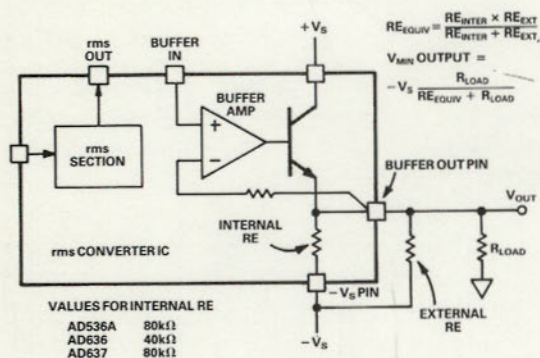 rms
OUT
BUFFER
IN
+VS
REEQUIV = REINTER × REEXT
REINTER + REEXT
VMIN OUTPUT =
-VS RLOAD
REEQUIV + RLOAD
BUFFER
AMP
+
−
rms
SECTION
BUFFER OUT PIN
VOUT
INTERNAL
RE
RLOAD
rms CONVERTER IC
-VS PIN
EXTERNAL
RE
-VS
VALUES FOR INTERNAL RE
AD536A 80kΩ
AD636 40kΩ
AD637 80kΩ